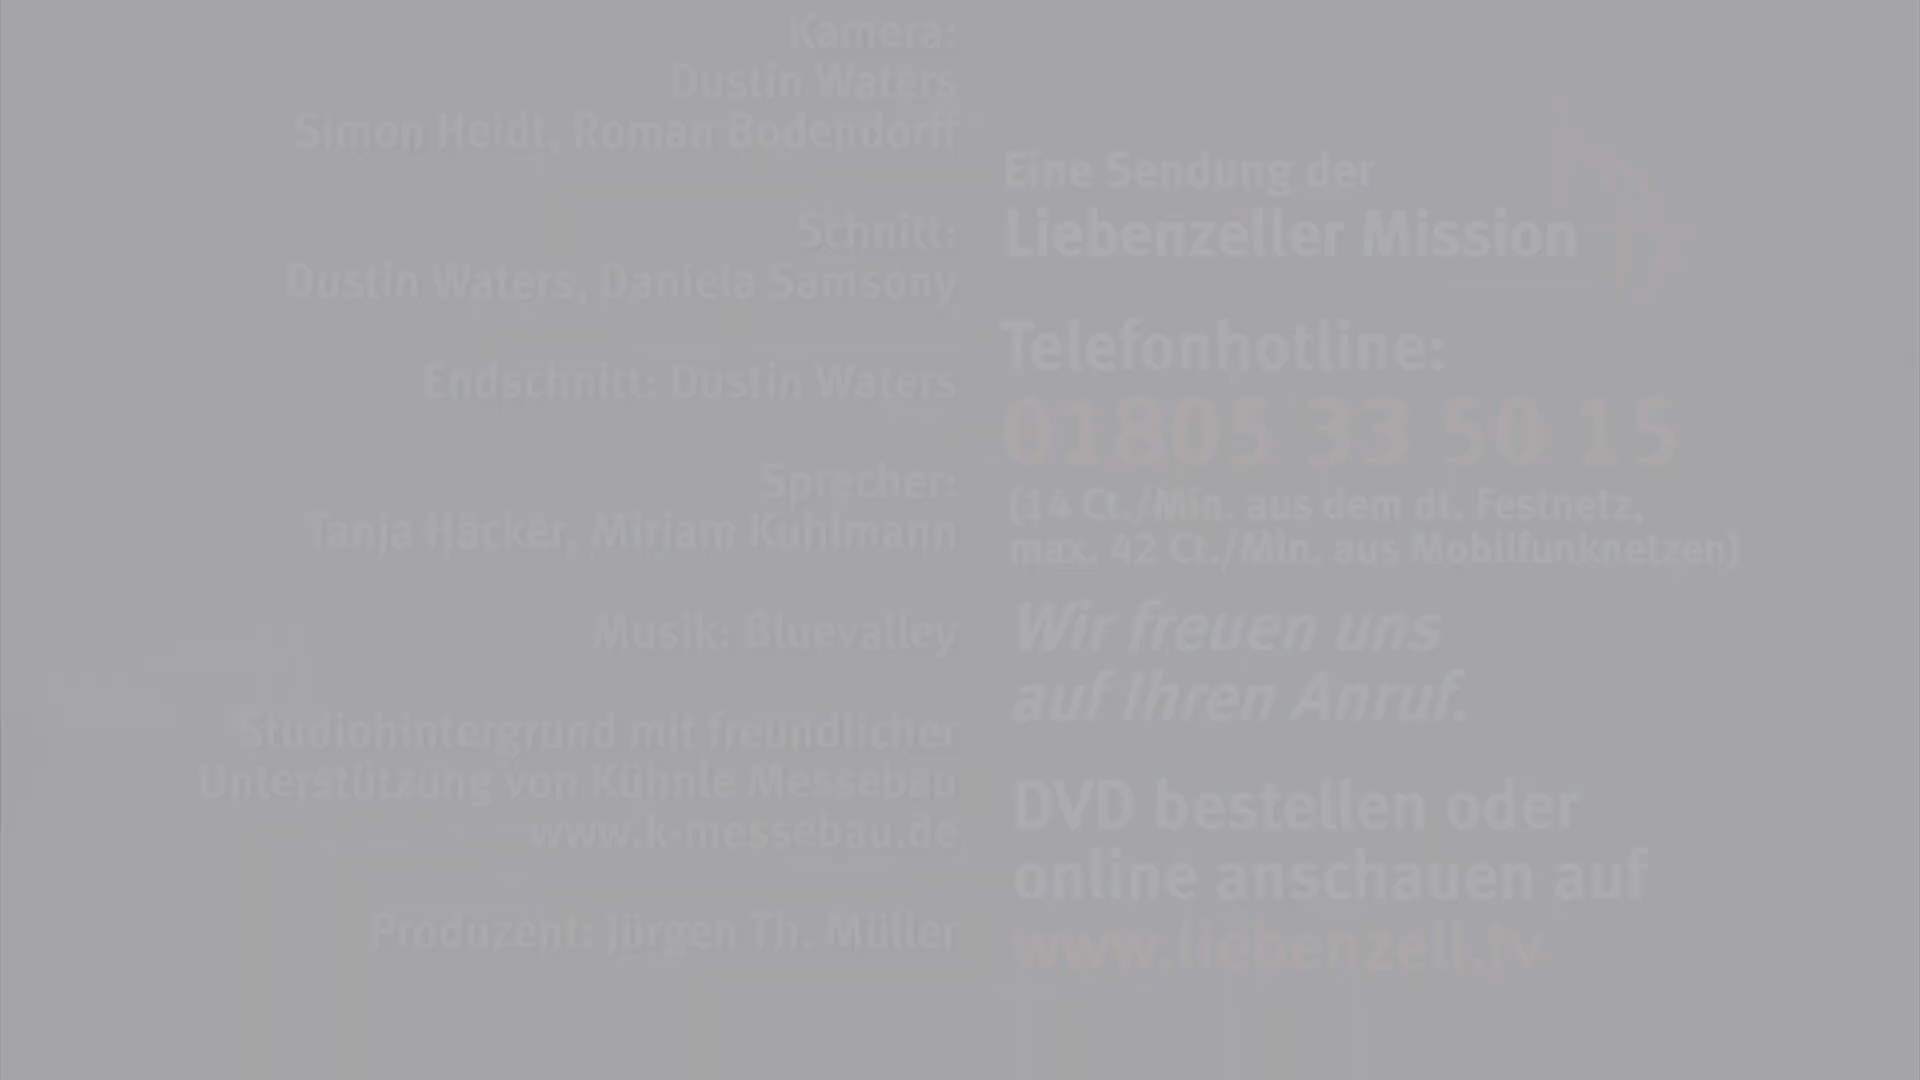 Kamera:
Dustin Waters
Simon Heidt, Roman Bodendorff
Schnitt:
Dustin Waters, Daniela Samsony
Endschnitt: Dustin Waters
Sprecher:
Tanja Häcker, Miriam Kuhlmann
Musik: Bluevalley
Studiohintergrund mit freundlicher
Unterstützung von Kühnle Messebau
www.k-messebau.de
Produzent: Jürgen Th. Müller
Eine Sendung der
Liebenzeller Mission
Telefonhotline:
01805 33 50 15
(14 Ct./Min. aus dem dt. Festnetz,
max. 42 Ct./Min. aus Mobilfunknetzen)
Wir freuen uns
auf Ihren Anruf.
DVD bestellen oder
online anschauen auf
www.liebenzell.tv